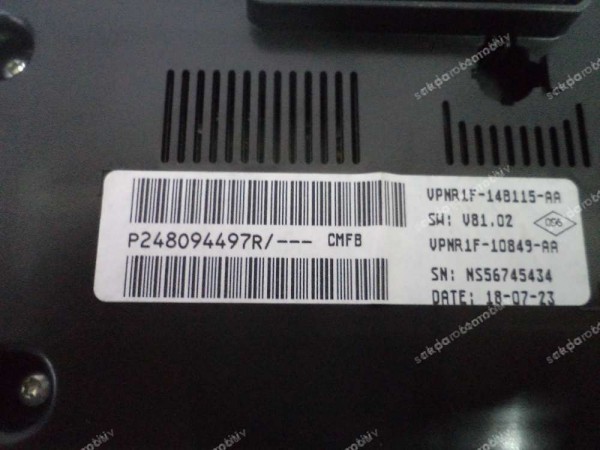 VPNR1F-14B115-AA
SW: V81.02
P248094497R/--- CMFB
VPNR1F-10849-AA
SN: NS56745434
DATE: 18-07-23